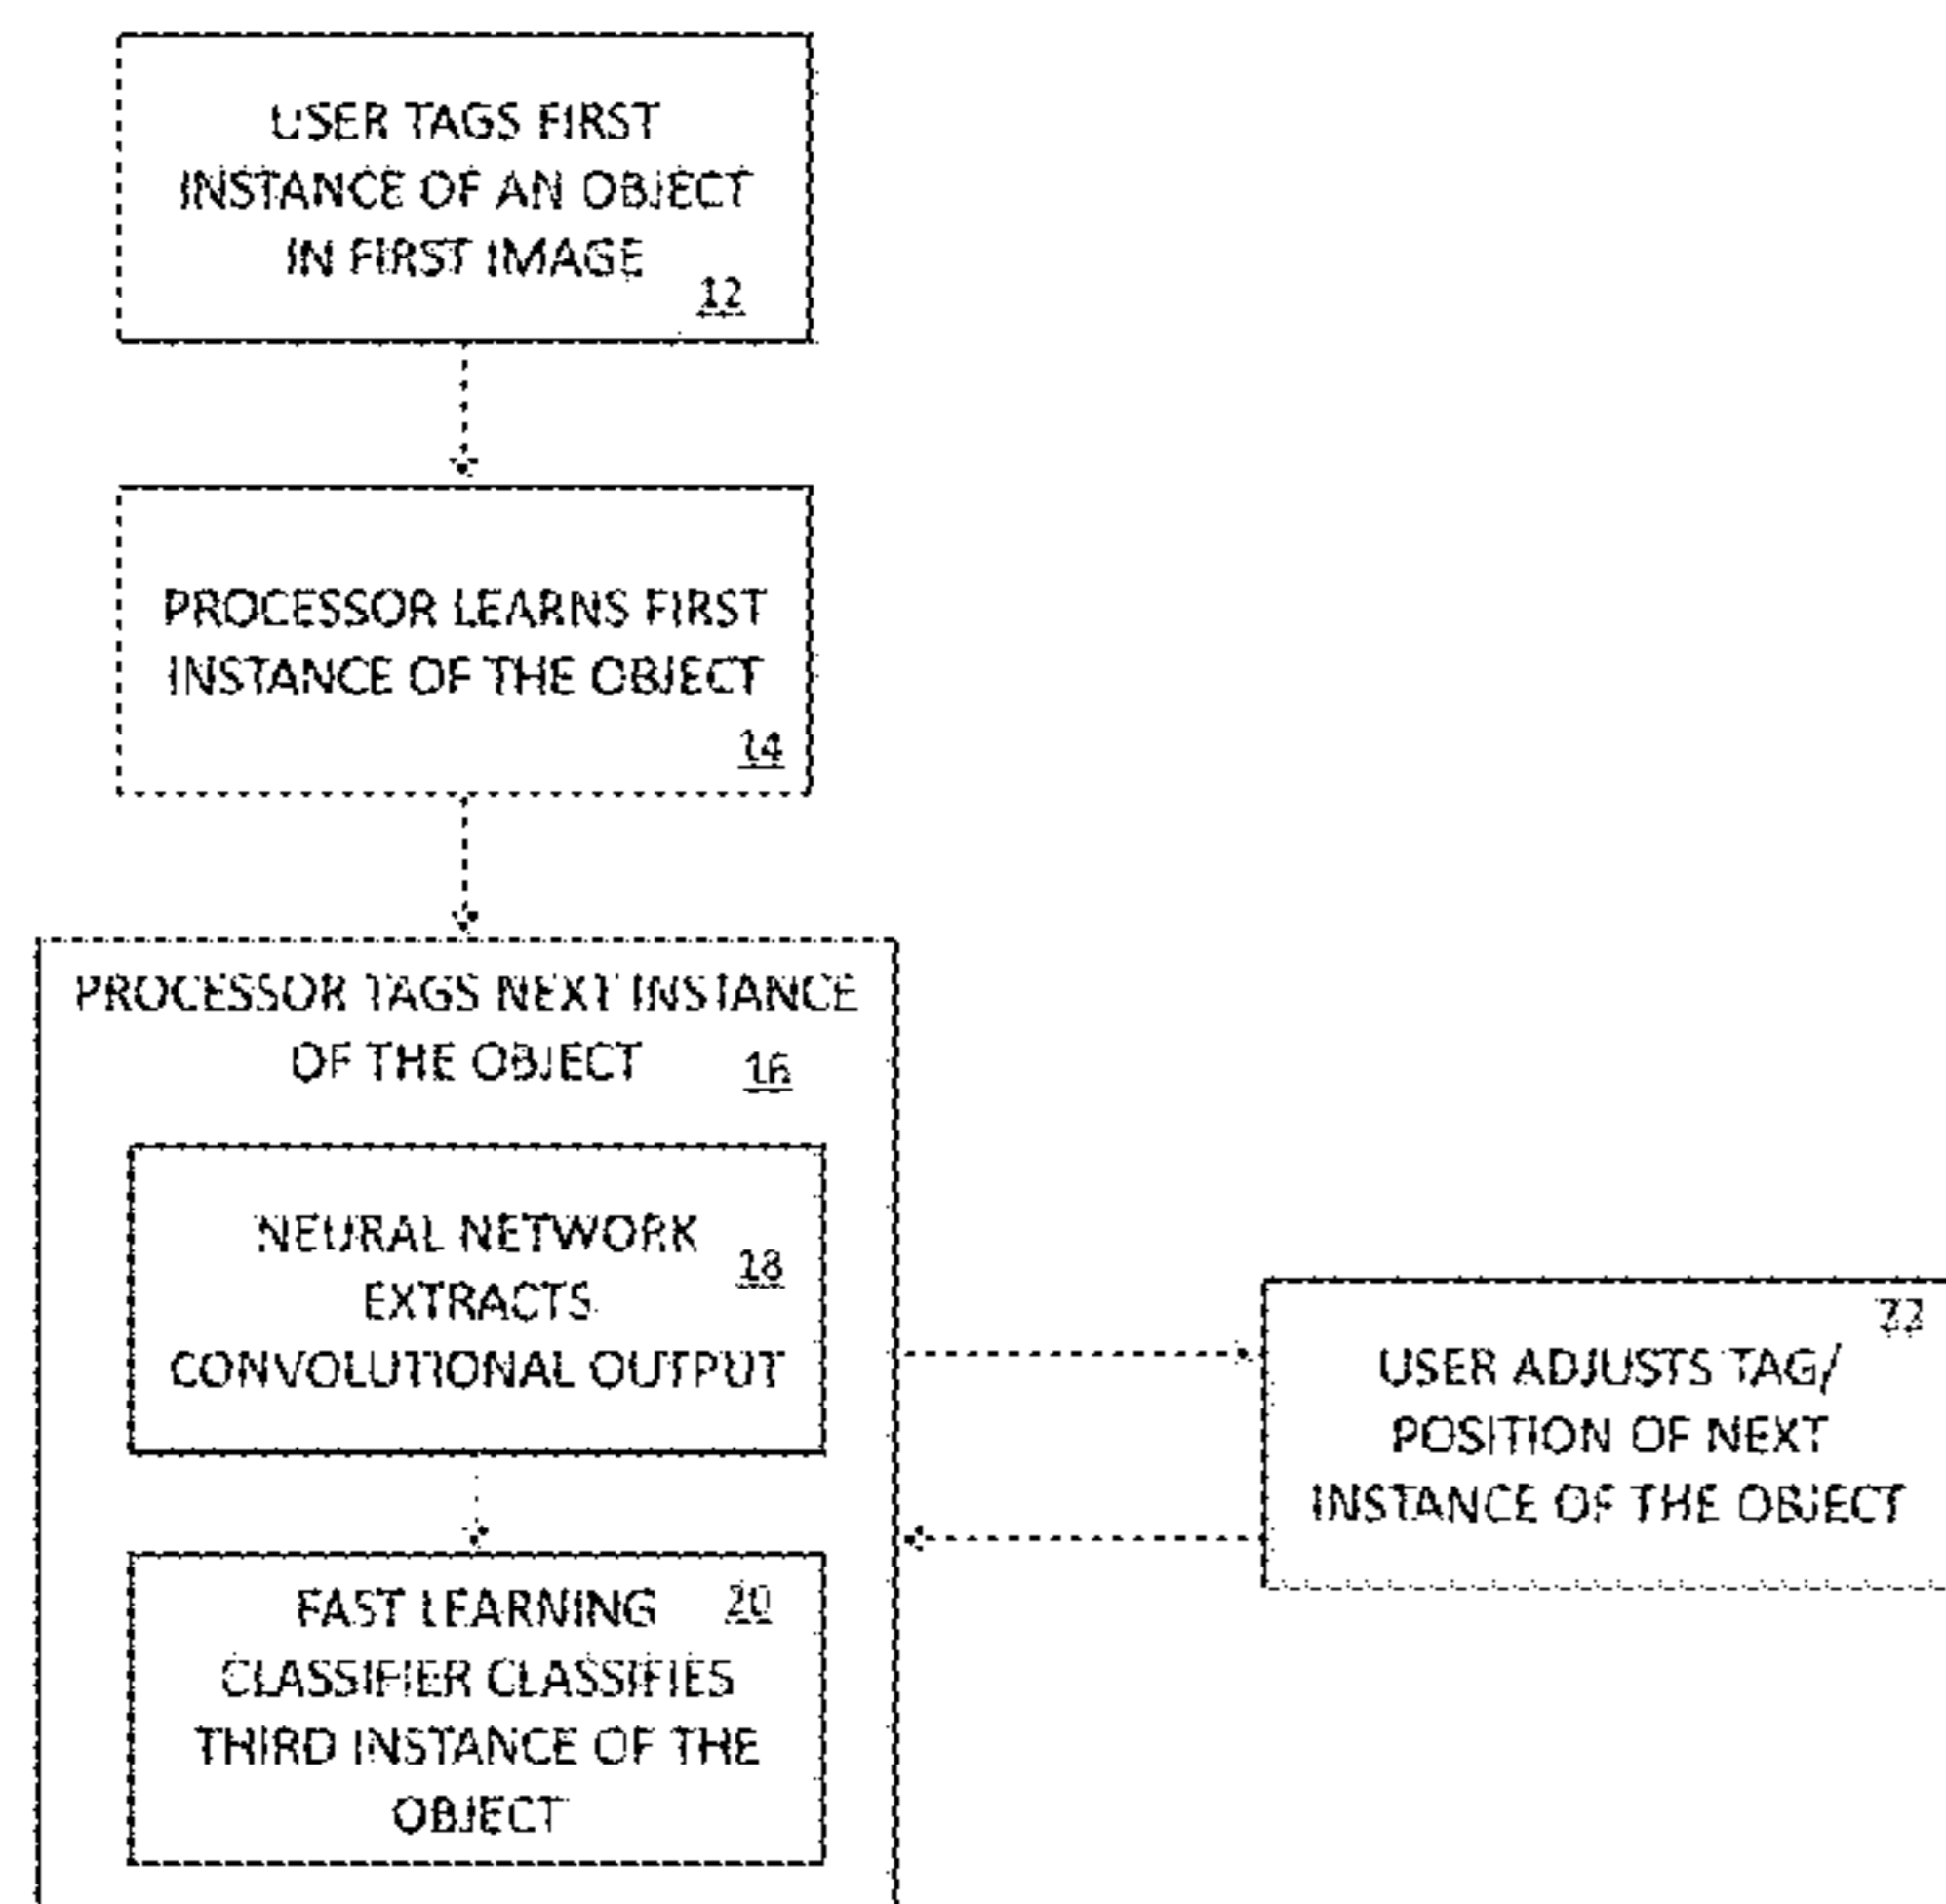 USER TAGS FIRST
INSTANCE OF AN OBJECT
IN FIRST IMAGE
12
PROCESSOR LEARNS FIRST
INSTANCE OF THE OBJECT
14
PROCESSOR TAGS NEXT INSTANCE
OF THE OBJECT 16
NEURAL NETWORK
18
EXTRACTS
CONVOLUTIONAL OUTPUT
FAST LEARNING 20
CLASSIFIER CLASSIFIES
THIRD INSTANCE OF THE
OBJECT
22
USER ADJUSTS TAG/
POSITION OF NEXT
INSTANCE OF THE OBJECT